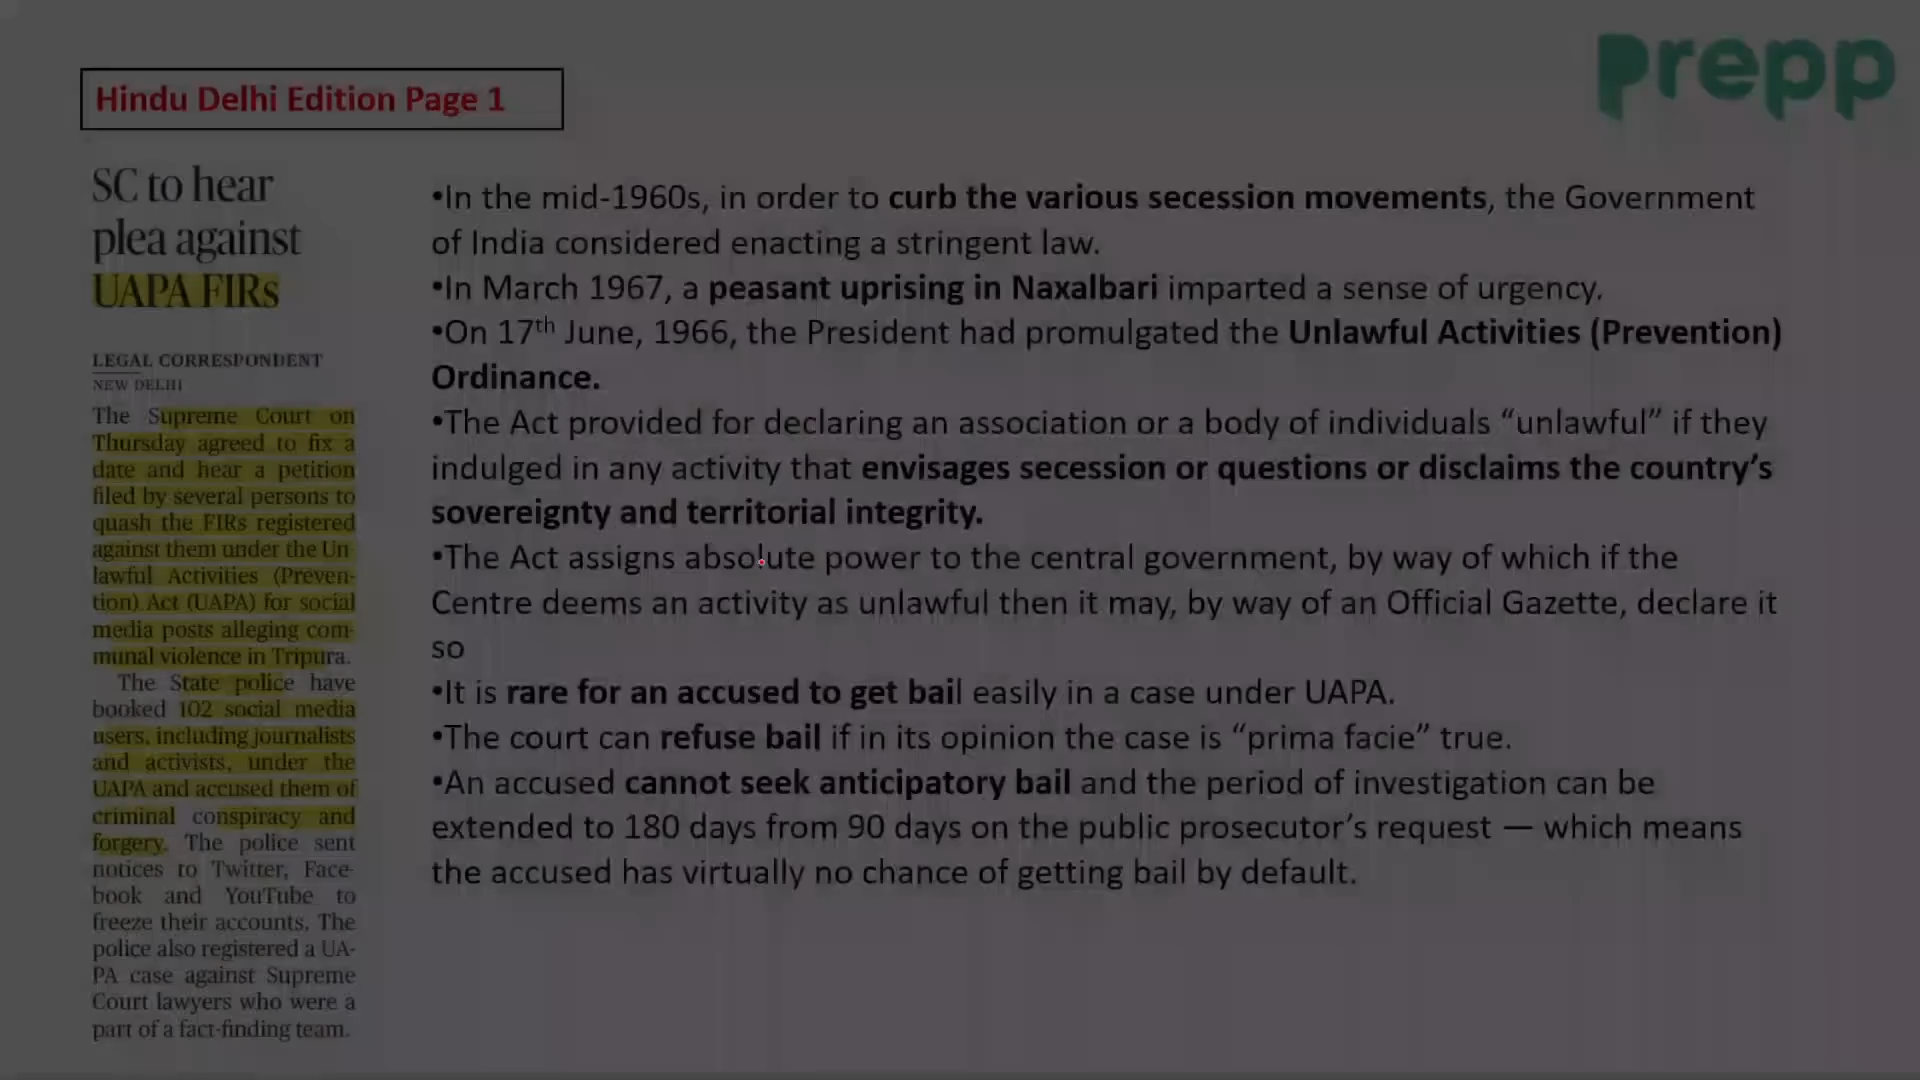 prepp
Hindu Delhi Edition Page 1
SC to hear
plea against
UAPA FIRs
LEGAL CORRESPONDENT
NEW DELHI
The Supreme Court on
Thursday agreed to fix a
date and hear a petition
filed by several persons to
quash the FIRs registered
against them under the Un
lawful Activities (Preven-
tion) Act (UAPA) for social
media posts alleging com-
munal violence in Tripura.
The State police have
booked 102 social media
users, including journalists
and activists, under the
UAPA and accused them of
criminal conspiracy and
forgery. The police sent
notices to Twitter, Face-
book and YouTube to
freeze their accounts. The
police also registered a UA-
PA case against Supreme
Court lawyers who were a
part of a fact-finding team.
•In the mid-1960s, in order to curb the various secession movements, the Government
of India considered enacting a stringent law.
•In March 1967, a peasant uprising in Naxalbari imparted a sense of urgency.
•On 17th June, 1966, the President had promulgated the Unlawful Activities (Prevention)
Ordinance.
•The Act provided for declaring an association or a body of individuals “unlawful” if they
indulged in any activity that envisages secession or questions or disclaims the country’s
sovereignty and territorial integrity.
•The Act assigns absolute power to the central government, by way of which if the
Centre deems an activity as unlawful then it may, by way of an Official Gazette, declare it
so
•It is rare for an accused to get bail easily in a case under UAPA.
•The court can refuse bail if in its opinion the case is “prima facie” true.
•An accused cannot seek anticipatory bail and the period of investigation can be
extended to 180 days from 90 days on the public prosecutor’s request — which means
the accused has virtually no chance of getting bail by default.